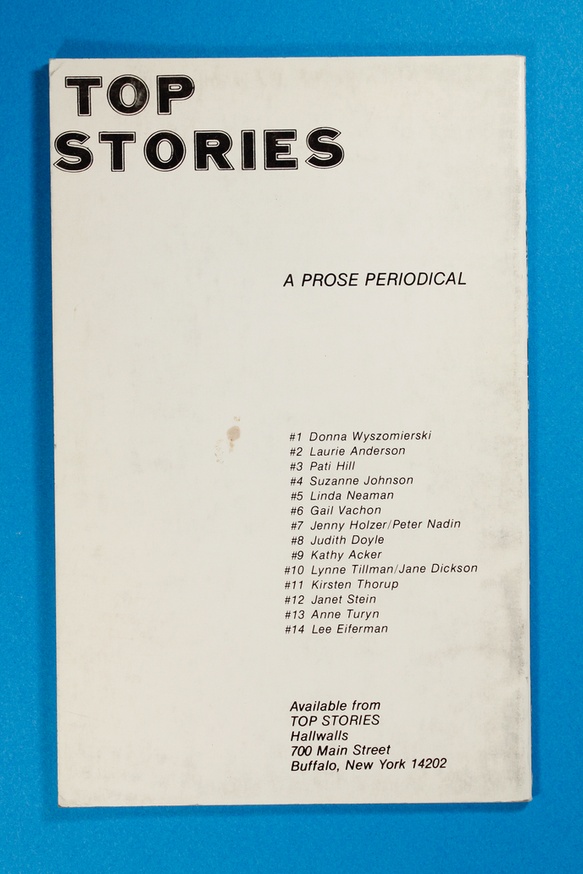 TOP
STORIES
A PROSE PERIODICAL
#1 Donna Wyszomierski
#2 Laurie Anderson
#3 Pati Hill
#4 Suzanne Johnson
#5 Linda Neaman
#6 Gail Vachon
#7 Jenny Holzer/Peter Nadin
#8 Judith Doyle
#9 Kathy Acker
#10 Lynne Tillman/Jane Dickson
#11 Kirsten Thorup
#12 Janet Stein
#13 Anne Turyn
#14 Lee Eiferman
Available from
TOP STORIES
Hallwalls
700 Main Street
Buffalo, New York 14202